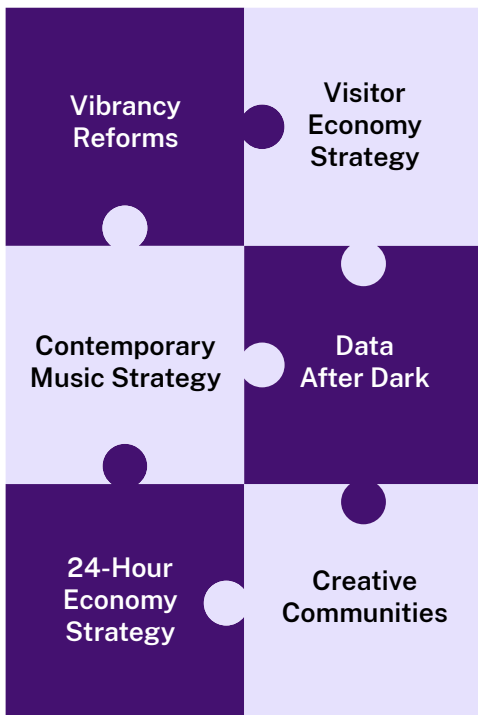 Vibrancy
Reforms
Visitor
Economy
Strategy
Contemporary
Music Strategy
Data
After Dark
24-Hour
Economy
Strategy
Creative
Communities